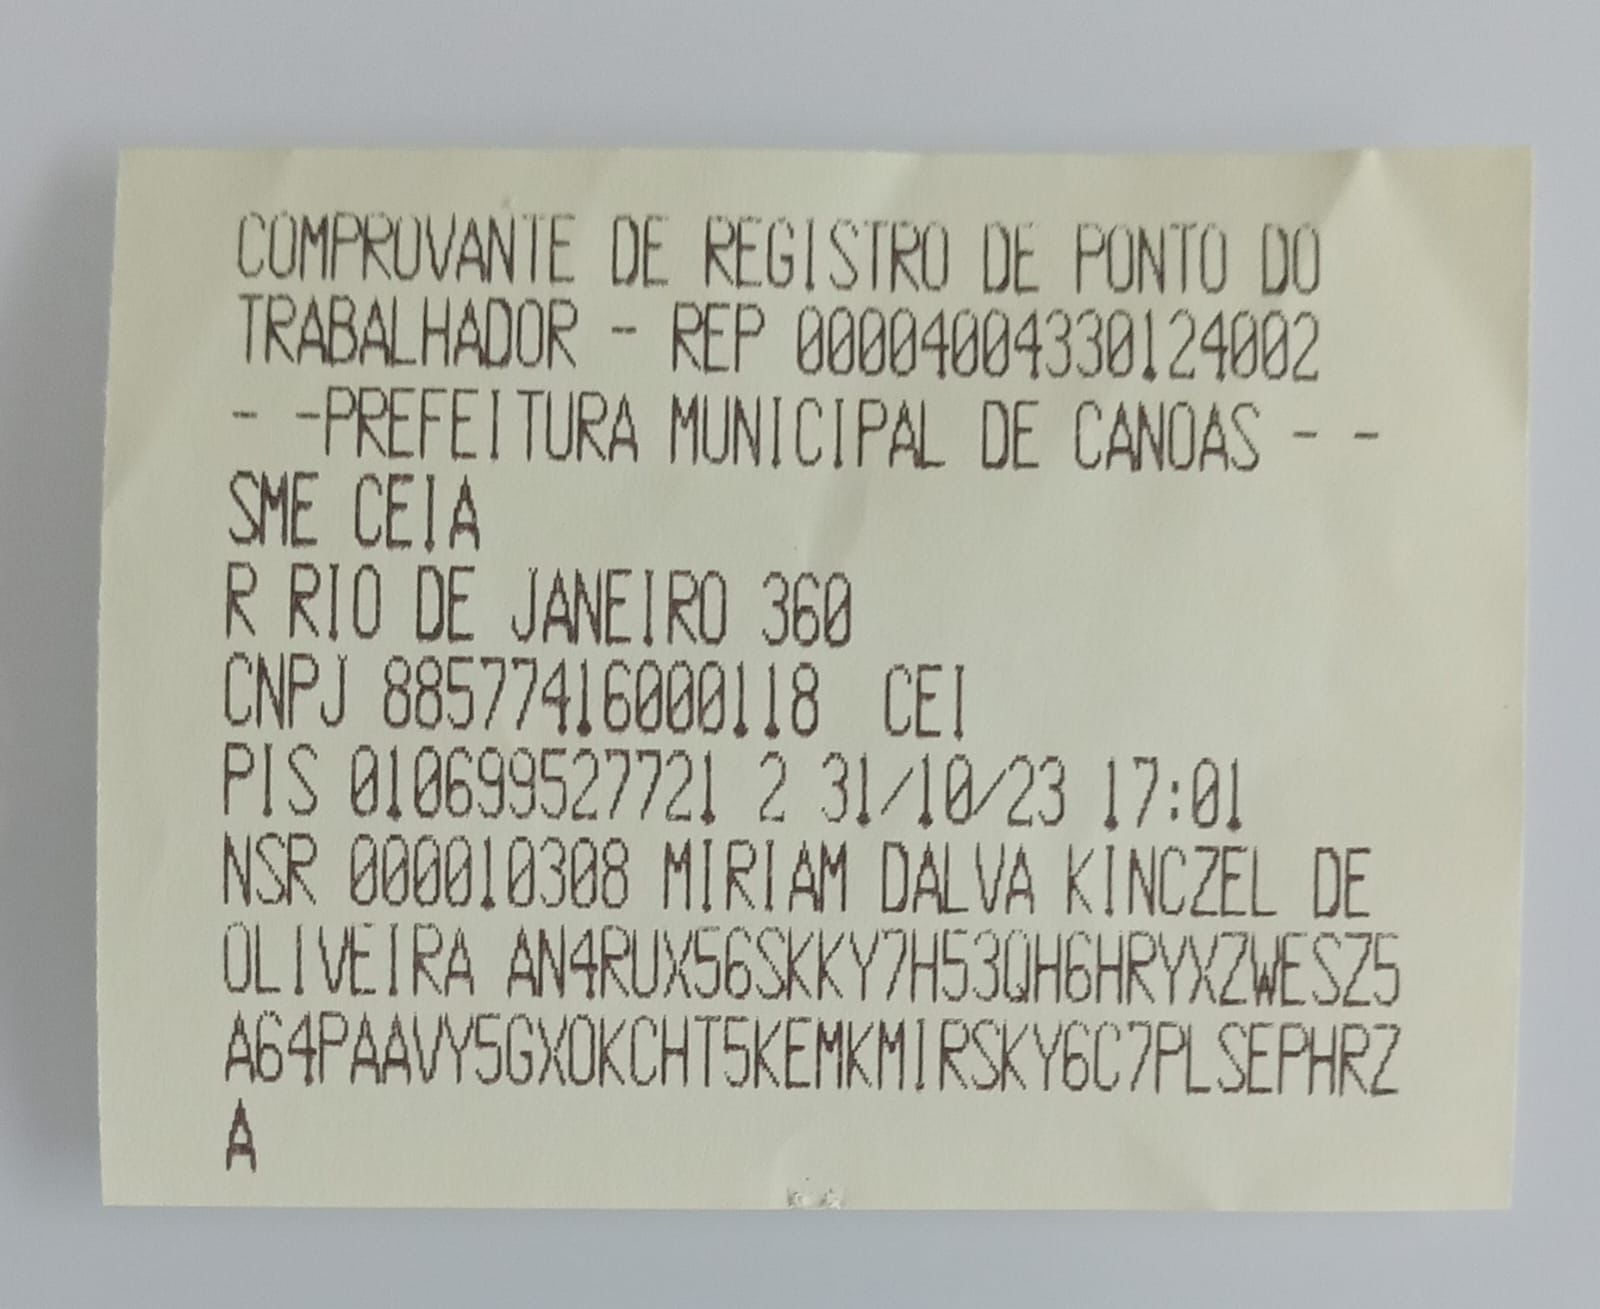 COMPROVANTE DE REGISTRO DE PONTO DO
TRABALHADOR - REP 00004004330124002
- -PREFEITURA MUNICIPAL DE CANOAS - -
SME CEIA
R RIO DE JANEIRO 360
CNPJ 88577416000118 CEI
PIS 010699527721 2 31/10/23 17:01
NSR 000010308 MIRIAM DALVA KINCZEL DE
OLIVEIRA AN4RUX56SKKY7H53QH6HRYXZWESZ5
A64PAAVY5GXOKCHT5KEMKMIRSKY6C7PLSEPHRZ
A